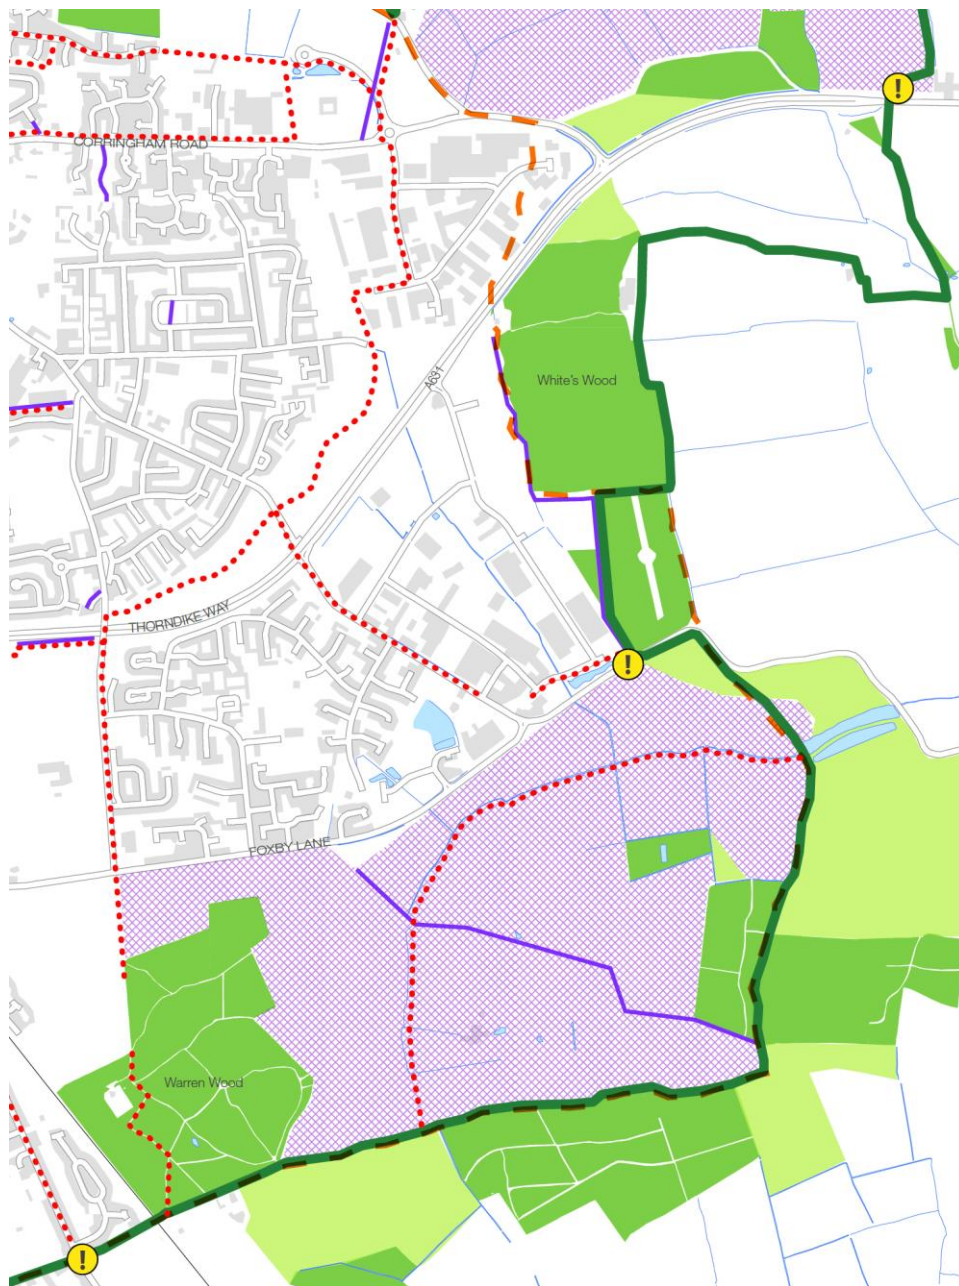 !
CORRINGHAM ROAD
A631
White's Wood
THORNDIKE WAY
!
FOXBY LANE
Warren Wood
!